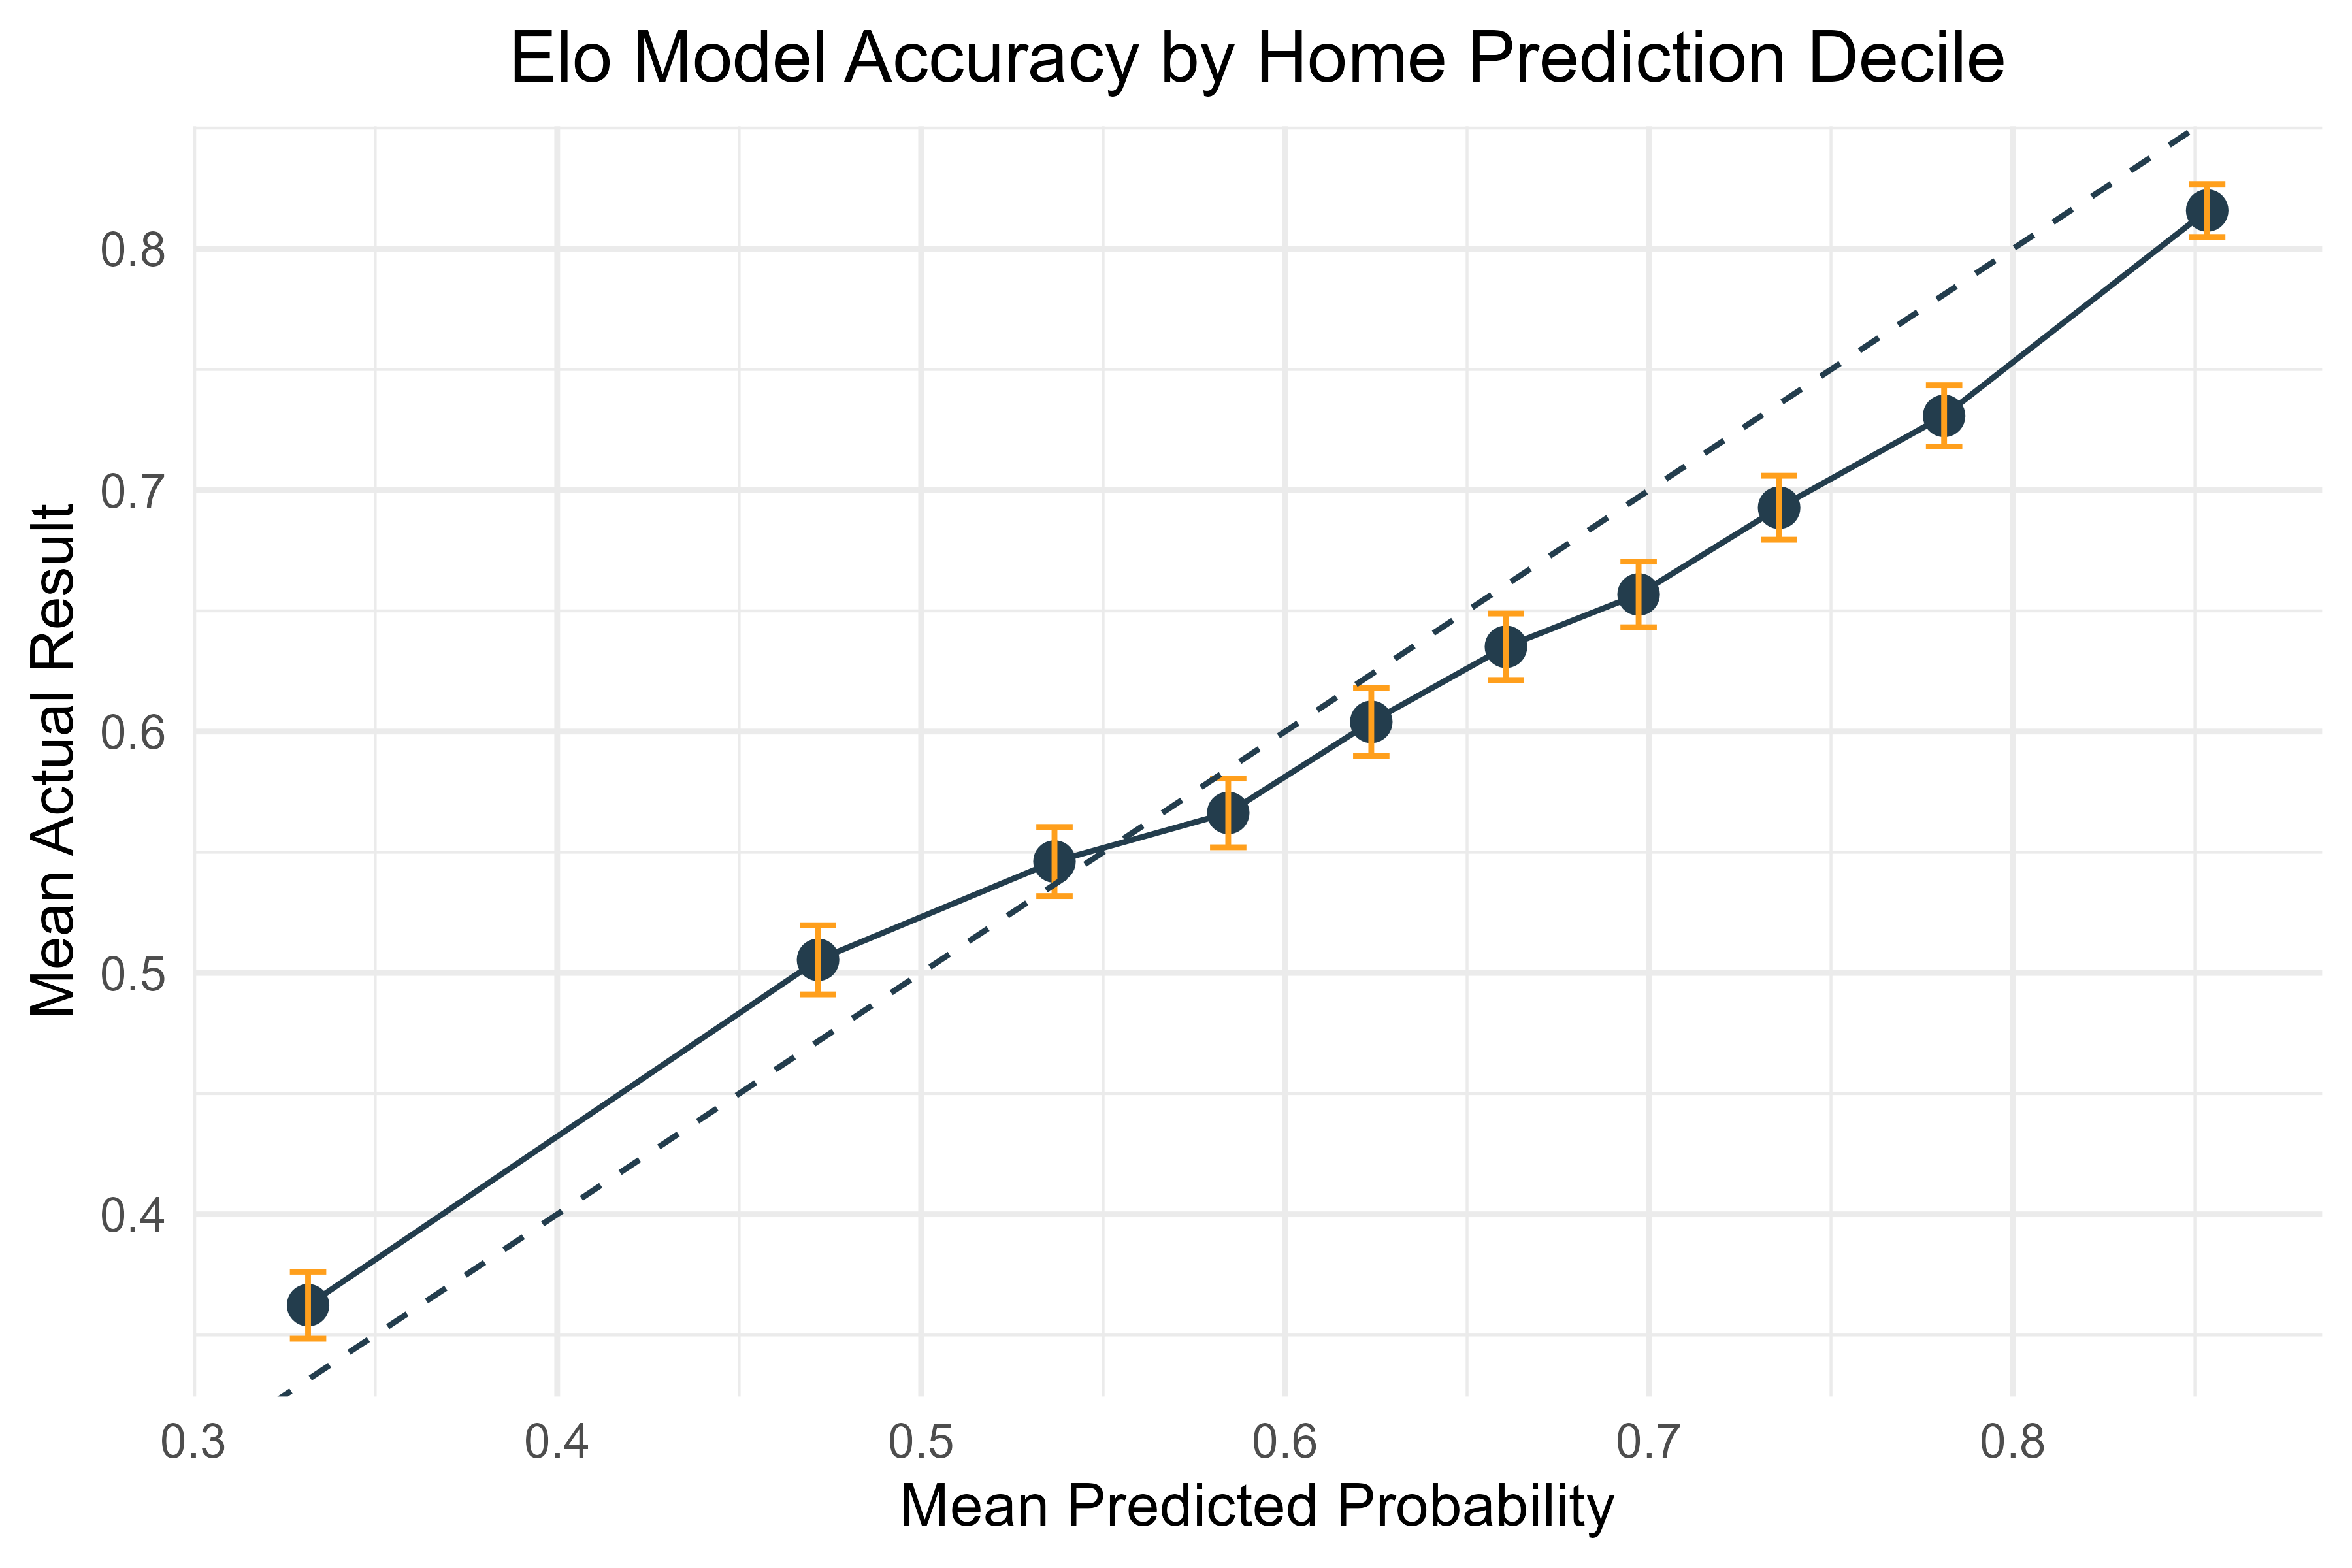 Elo Model Accuracy by Home Prediction Decile
Mean Actual Result
0.8
0.7
0.6
0.5
0.4
0.3 0.4 0.5 0.6 0.7 0.8
Mean Predicted Probability